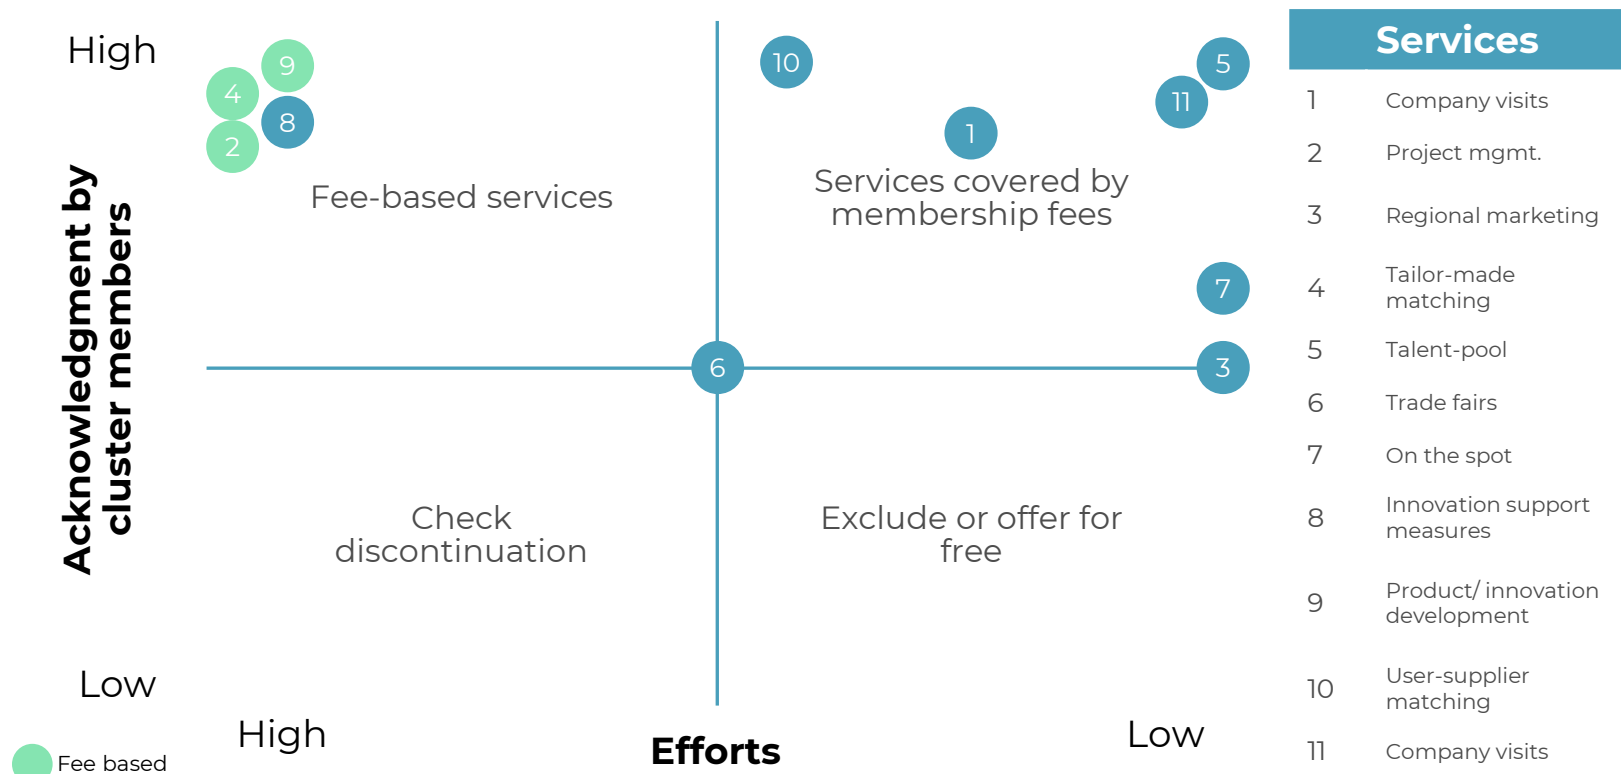 High
9
4
8
2
10
5
11
1
Fee-based services
Services covered by
membership fees
7
6
3
Acknowledgment by
cluster members
Check
discontinuation
Exclude or offer for
free
Low
High
Efforts
Low
Fee based
Services
1 Company visits
2 Project mgmt.
3 Regional marketing
4 Tailor-made
matching
5 Talent-pool
6 Trade fairs
7 On the spot
8 Innovation support
measures
9 Product/ innovation
development
10 User-supplier
matching
11 Company visits